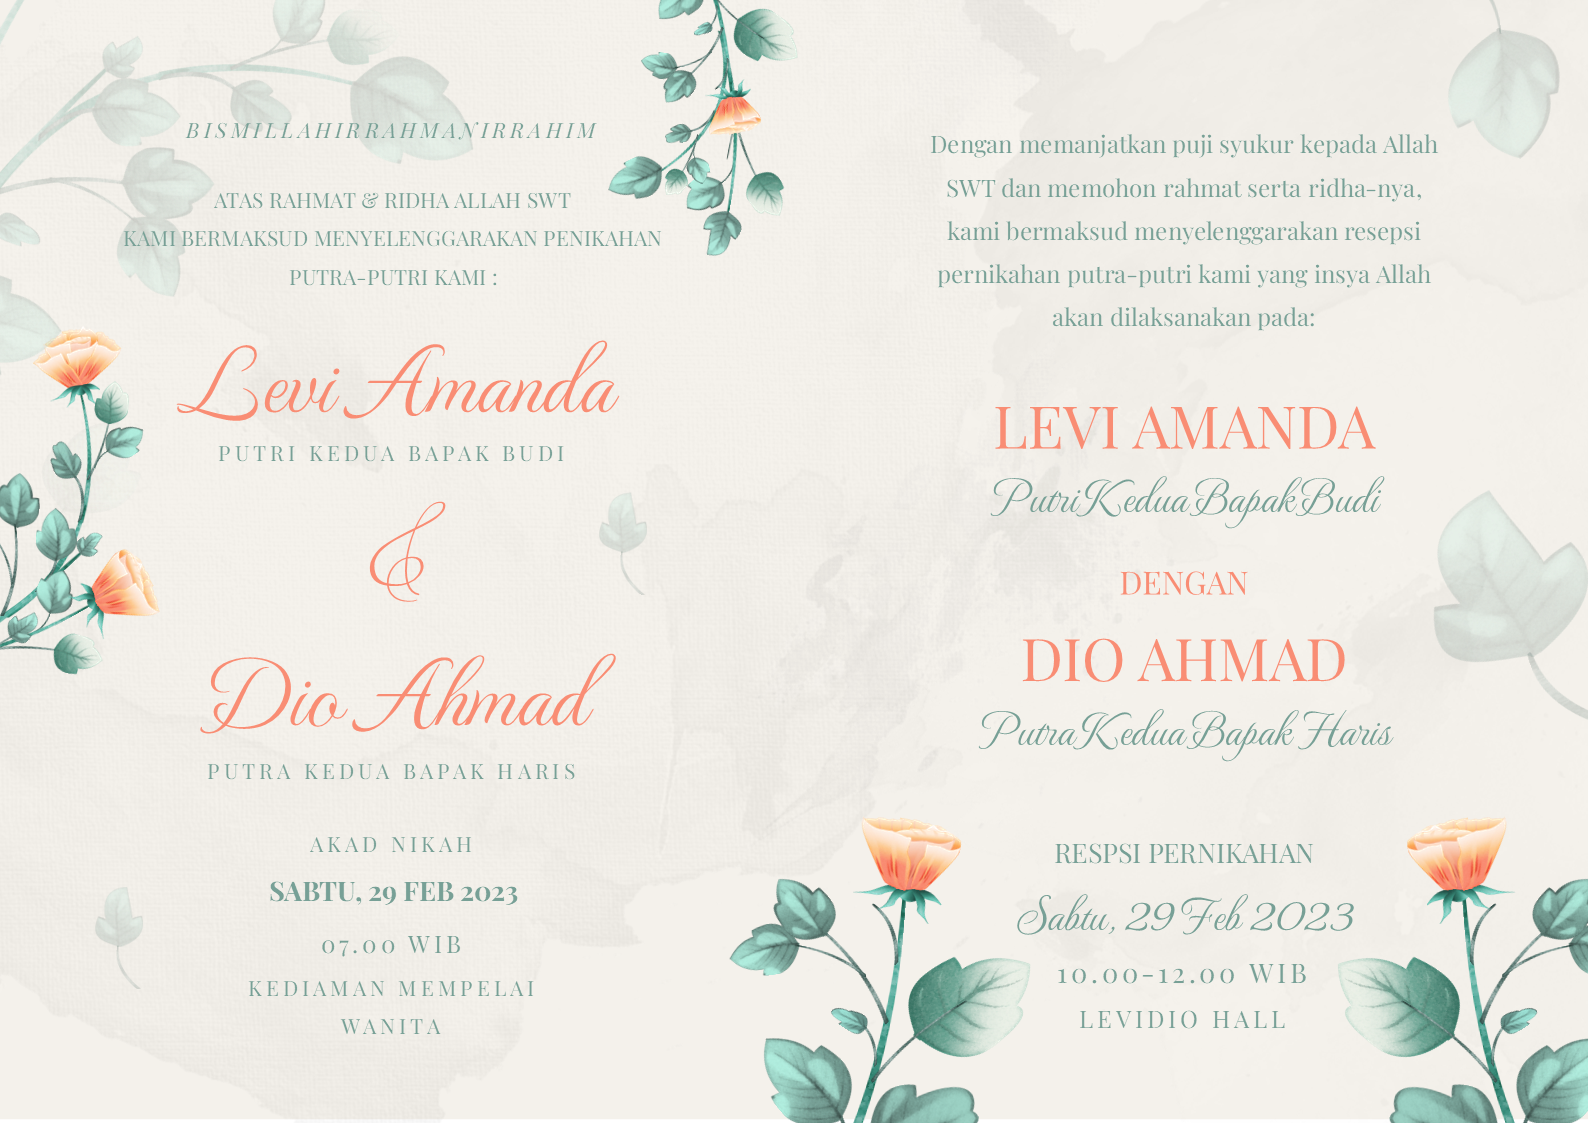 BISMILLAHIRRAHMANIRRAHIM
ATAS RAHMAT & RIDHA ALLAH SWT
KAMI BERMAKSUD MENYELENGGARAKAN PENIKAHAN
PUTRA-PUTRI KAMI :
Levi Amanda
PUTRI KEDUA BAPAK BUDI
&
Dio Ahmad
PUTRA KEDUA BAPAK HARIS
AKAD NIKAH
SABTU, 29 FEB 2023
07.00 WIB
KEDIAMAN MEMPELAI
WANITA
Dengan memanjatkan puji syukur kepada Allah
SWT dan memohon rahmat serta ridha-nya,
kami bermaksud menyelenggarakan resepsi
pernikahan putra-putri kami yang insya Allah
akan dilaksanakan pada:
LEVI AMANDA
Putri Kedua Bapak Budi
DENGAN
DIO AHMAD
Putra Kedua Bapak Haris
RESPSI PERNIKAHAN
Sabtu, 29 Feb 2023
10.00-12.00 WIB
LEVIDIO HALL